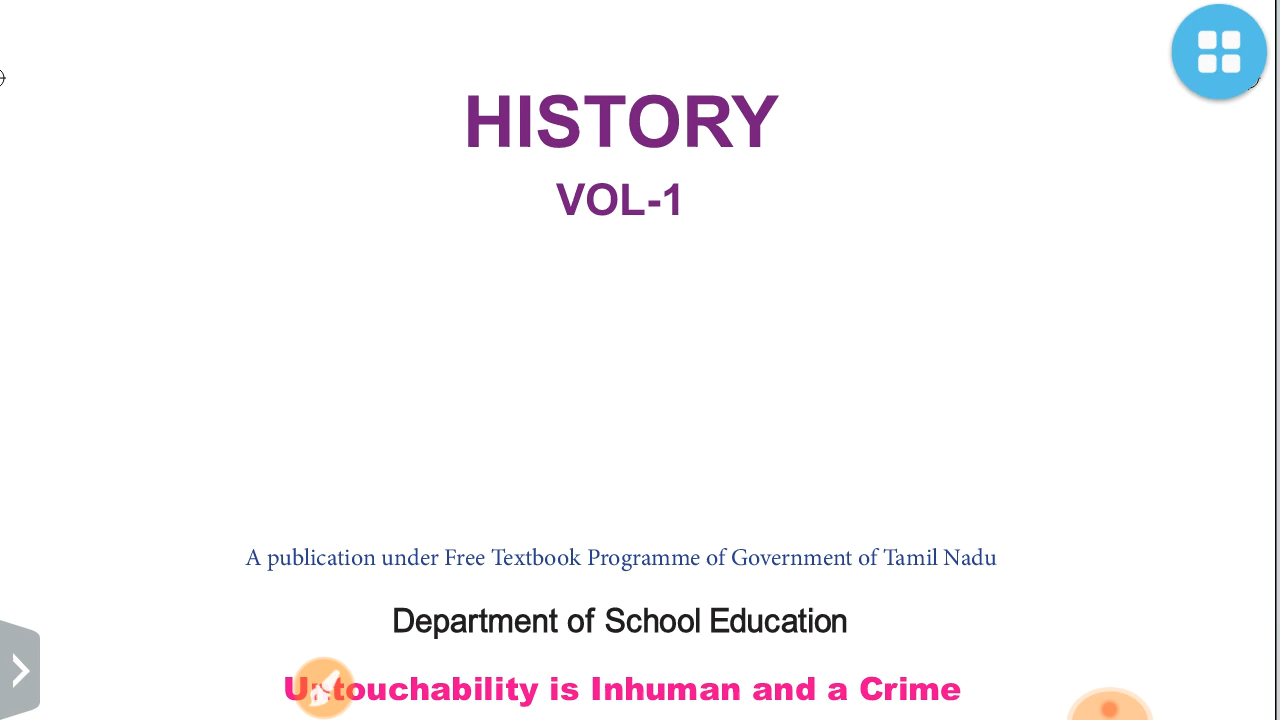 HISTORY
VOL-1
A publication under Free Textbook Programme of Government of Tamil Nadu
Department of School Education
Untouchability is Inhuman and a Crime